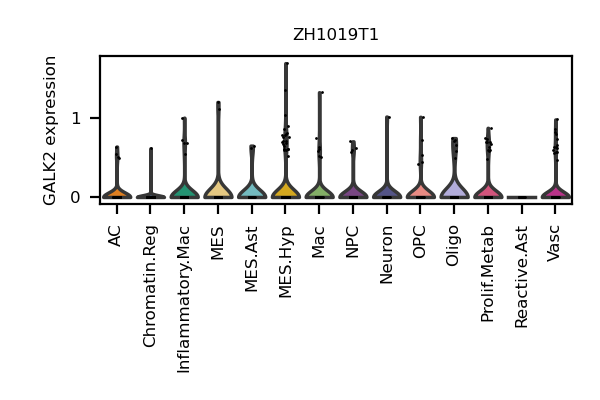 ZH1019T1
GALK2 expression
1
0
AC
Chromatin.Reg
Inflammatory.Mac
MES
MES.Ast
MES.Hyp
Mac
NPC
Neuron
OPC
Oligo
Prolif.Metab
Reactive.Ast
Vasc